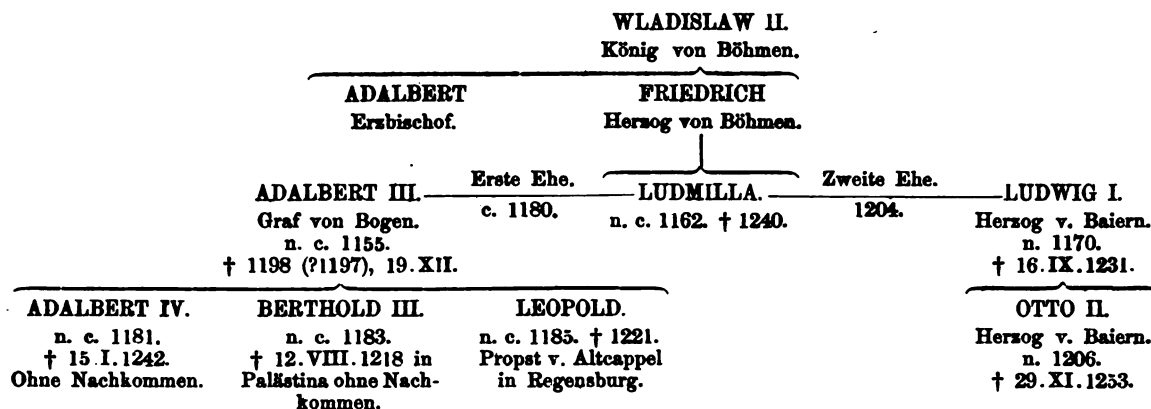 WLADISLAW II.
König von Böhmen.
ADALBERT
Erzbischof.
FRIEDRICH
Herzog von Böhmen.
ADALBERT III.
Graf von Bogen.
n. c. 1155.
† 1198 (?1197), 19.XII.
Erste Ehe.
c. 1180.
LUDMILLA.
n. c. 1162. † 1240.
Zweite Ehe.
1204.
LUDWIG I.
Herzog v. Baiern.
n. 1170.
† 16.IX.1231.
ADALBERT IV.
n. c. 1181.
† 15.I.1242.
Ohne Nachkommen.
BERTHOLD III.
n. c. 1183.
† 12.VIII.1218 in
Palästina ohne Nach-
kommen.
LEOPOLD.
n. c. 1185. † 1221.
Propst v. Altcappel
in Regensburg.
OTTO II.
Herzog v. Baiern.
n. 1206.
† 29.XI.1253.